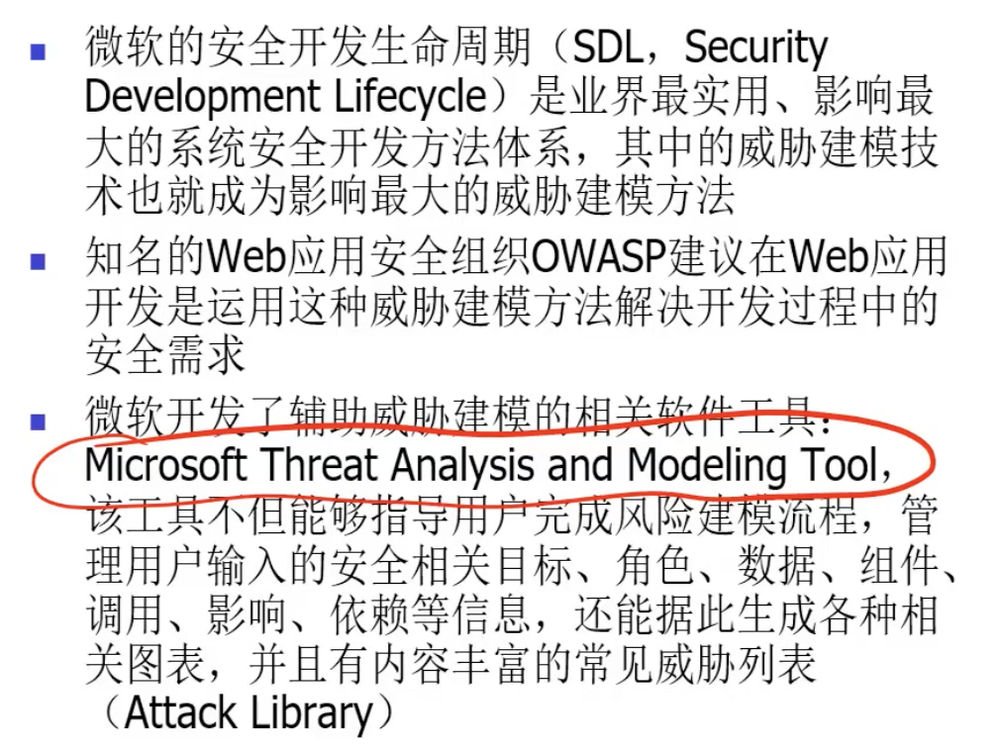 微软的安全开发生命周期（SDL，Security
Development Lifecycle）是业界最实用、影响最
大的系统安全开发方法体系，其中的威胁建模技
术也就成为影响最大的威胁建模方法
知名的Web应用安全组织OWASP建议在Web应用
开发是运用这种威胁建模方法解决开发过程中的
安全需求
微软开发了辅助威胁建模的相关软件工具：
Microsoft Threat Analysis and Modeling Tool，
该工具不但能够指导用户完成风险建模流程，管
理用户输入的安全相关目标、角色、数据、组件、
调用、影响、依赖等信息，还能据此生成各种相
关图表，并且有内容丰富的常见威胁列表
（Attack Library）